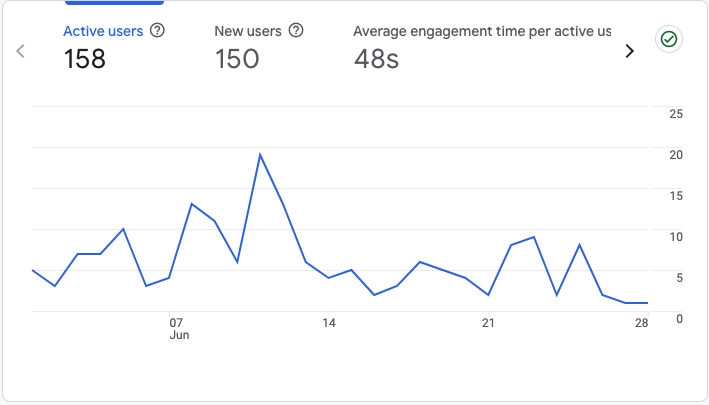 Active users
158
New users
150
Average engagement time per active us
48s
25
20
15
10
5
0
07
Jun
14
21
28